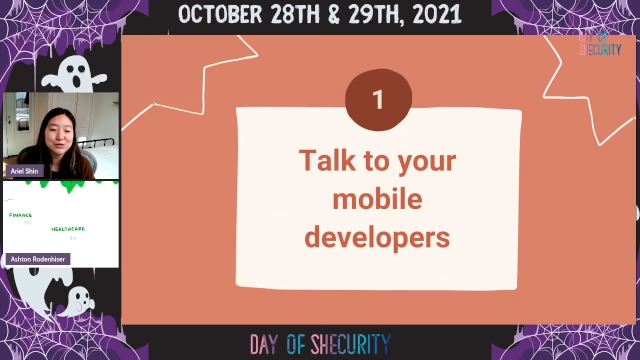 OCTOBER 28TH & 29TH, 2021
DAY OF
SHECURITY
1
Talk to your
mobile
developers
Ariel Shin
FINANCE
HEALTHCARE
Ashton Rodenhiser
DAY OF SHECURITY